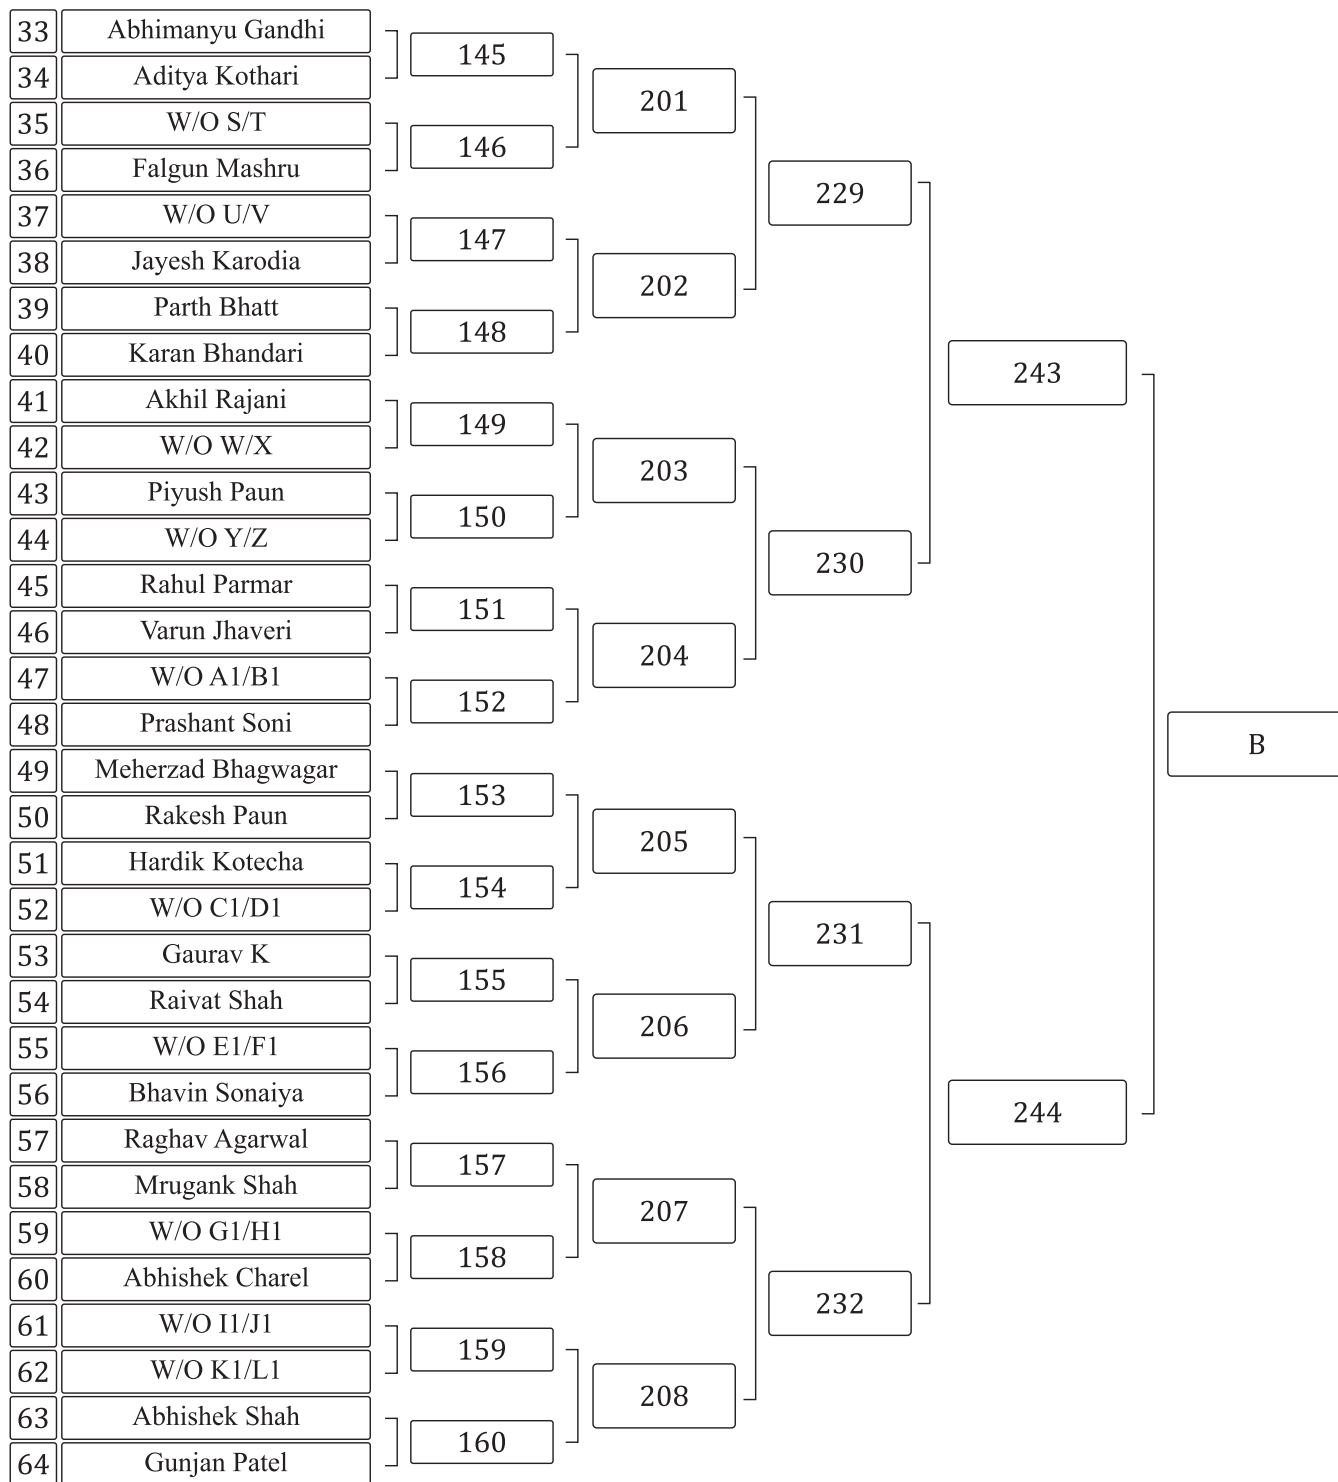 33 Abhimanyu Gandhi
34 Aditya Kothari
35 W/O S/T
36 Falgun Mashru
37 W/O U/V
38 Jayesh Karodia
39 Parth Bhatt
40 Karan Bhandari
41 Akhil Rajani
42 W/O W/X
43 Piyush Paun
44 W/O Y/Z
45 Rahul Parmar
46 Varun Jhaveri
47 W/O A1/B1
48 Prashant Soni
49 Meherzad Bhagwagar
50 Rakesh Paun
51 Hardik Kotecha
52 W/O C1/D1
53 Gaurav K
54 Raivat Shah
55 W/O E1/F1
56 Bhavin Sonaiya
57 Raghav Agarwal
58 Mrugank Shah
59 W/O G1/H1
60 Abhishek Charel
61 W/O I1/J1
62 W/O K1/L1
63 Abhishek Shah
64 Gunjan Patel
145
146
147
148
149
150
151
152
153
154
155
156
157
158
159
160
201
202
203
204
205
206
207
208
229
230
231
232
243
244
B